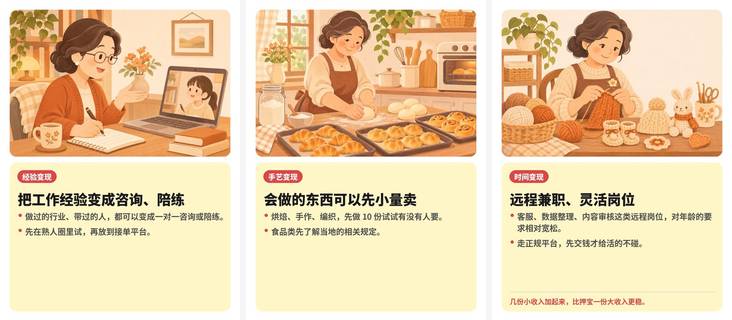 经验变现
把工作经验变成咨询、陪练
• 做过的行业、带过的人，都可以变成一对一咨询或陪练。
• 先在熟人圈里试，再放到接单平台。
手艺变现
会做的东西可以先小量卖
• 烘焙、手作、编织，先做 10 份试试有没有人要。
• 食品类先了解当地的相关规定。
时间变现
远程兼职、灵活岗位
• 客服、数据整理、内容审核这类远程岗位，对年龄的要
求相对宽松。
• 走正规平台，先交钱才给活的不碰。
几份小收入加起来，比押宝一份大收入更稳。